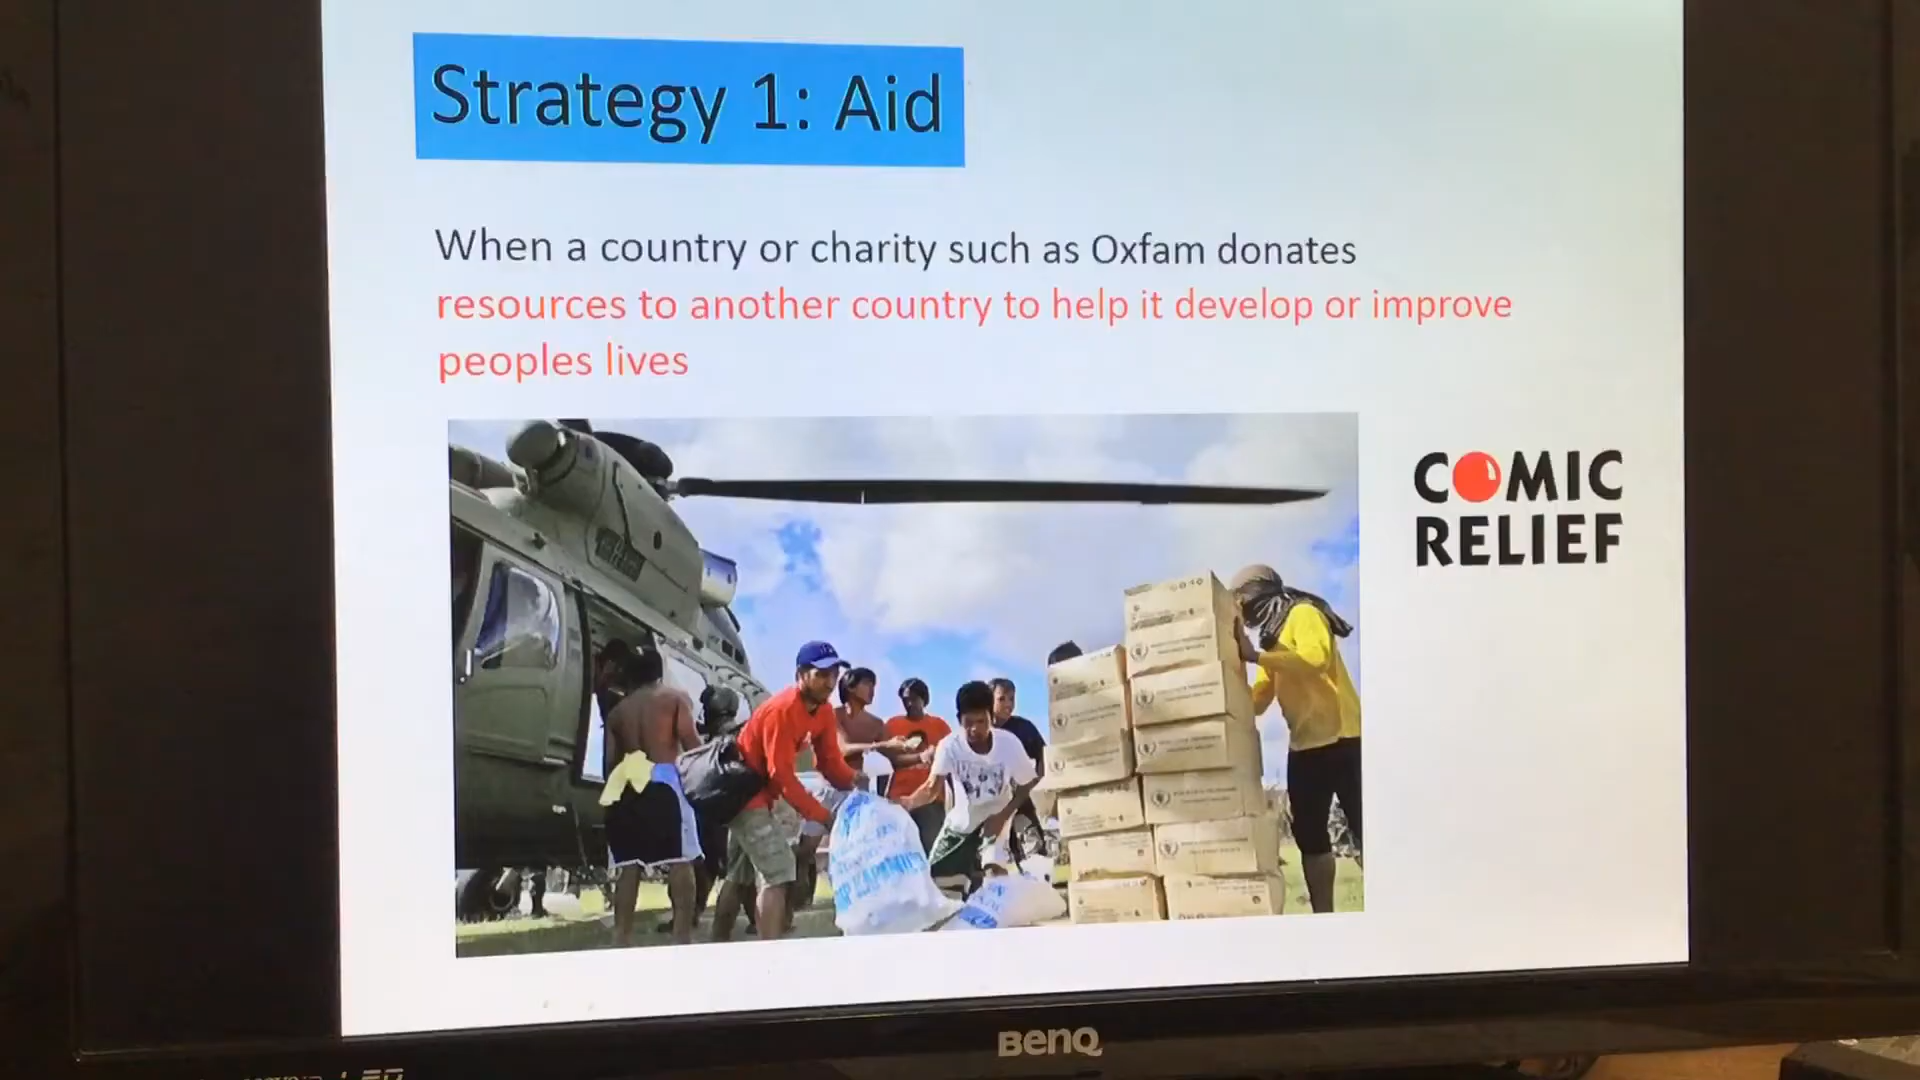 Strategy 1: Aid
When a country or charity such as Oxfam donates
resources to another country to help it develop or improve
peoples lives
COMIC
RELIEF
BenQ